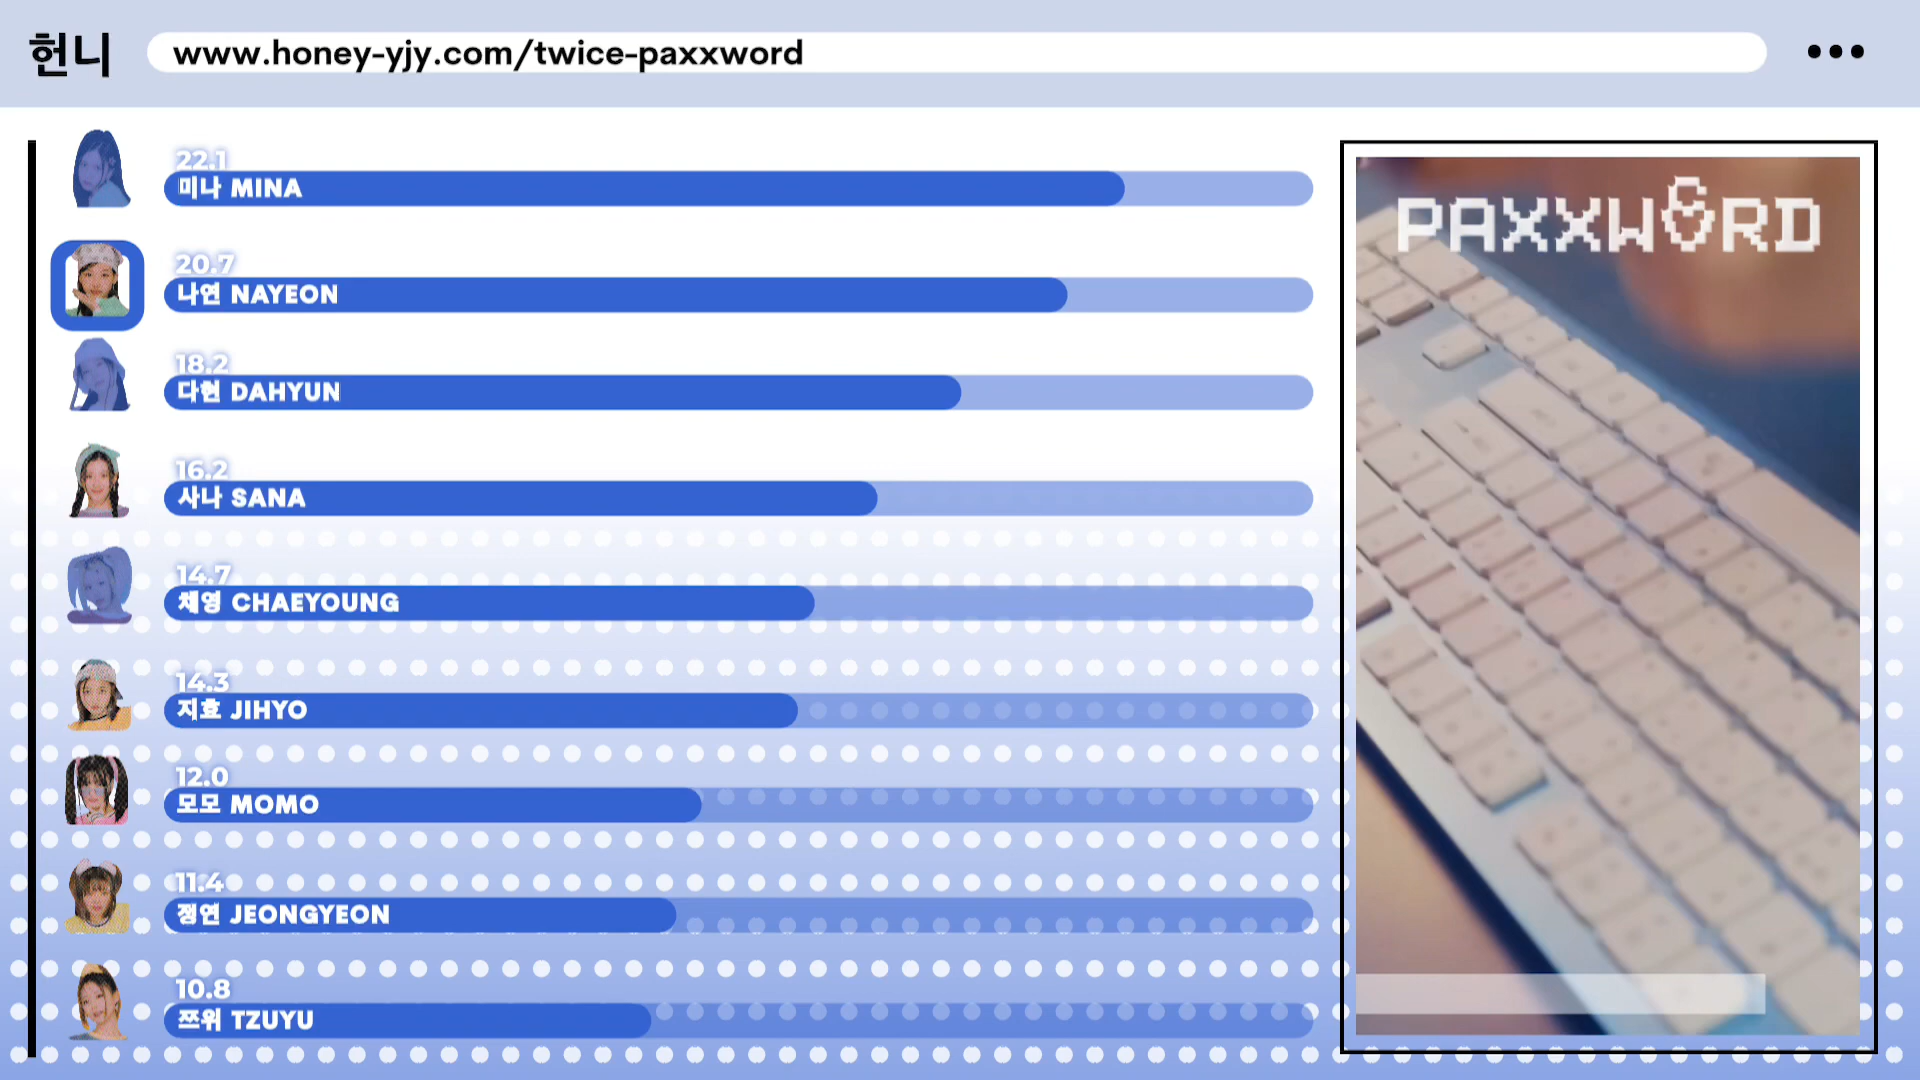 헌니
www.honey-yjy.com/twice-paxxword
22.1
미나 MINA
20.7
나연 NAYEON
18.2
다현 DAHYUN
16.2
사나 SANA
14.7
채영 CHAEYOUNG
14.3
지효 JIHYO
12.0
모모 MOMO
11.4
정연 JEONGYEON
10.8
쯔위 TZUYU
PAXXWORD